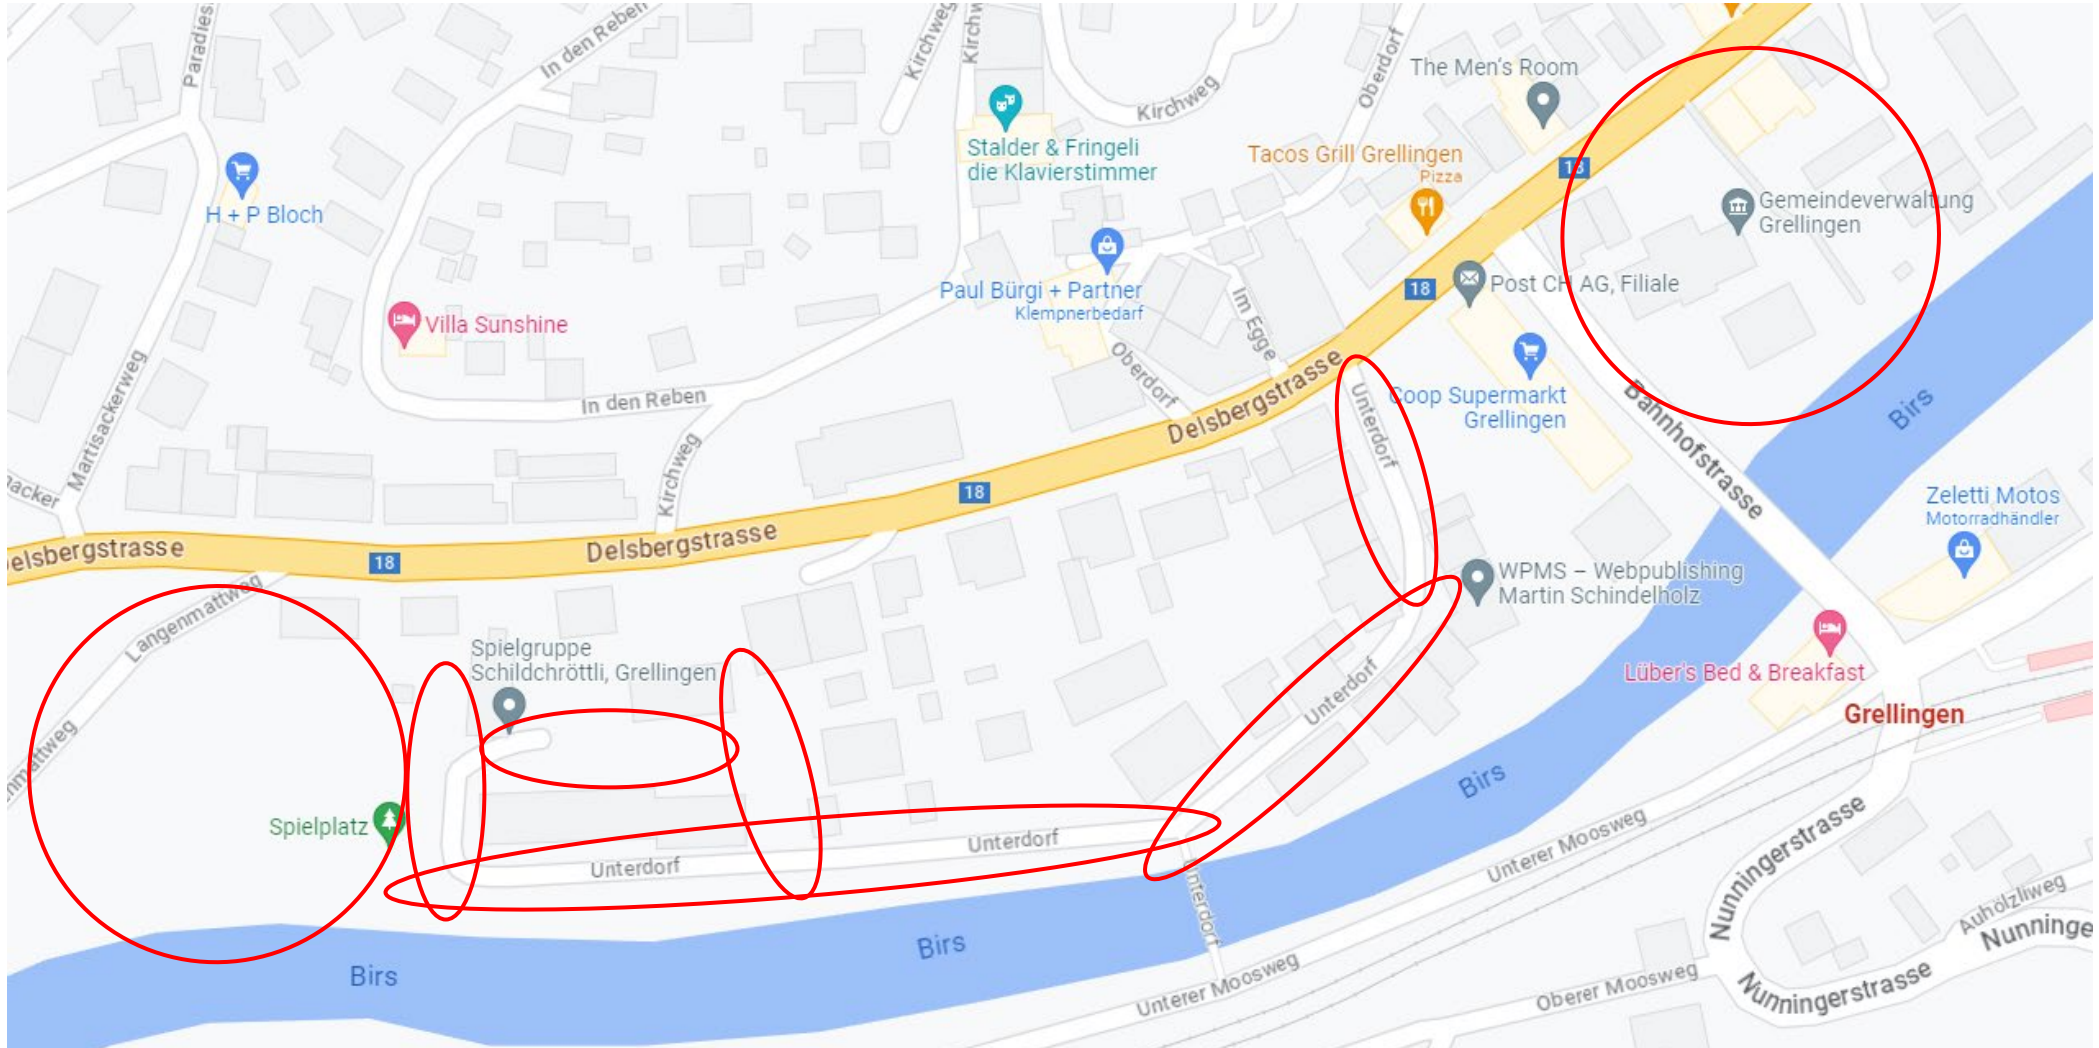 Paradies
In den Reben
Kirchweg
Kirchw
Kirchweg
Oberdorf
The Men's Room
Stalder & Fringeli
die Klavierstimmer
Tacos Grill Grellingen
Pizza
18
H + P Bloch
Gemeindeverwaltung
Grellingen
Paul Bürgi + Partner
Klempnerbedarf
Im Egge
18
Post CH AG, Filiale
Villa Sunshine
Oberdorf
Martisackerweg
In den Reben
Delsbergstrasse
Unterdorf
Coop Supermarkt
Grellingen
Bahnhofstrasse
Birs
Kirchweg
acker
18
Zeletti Motos
Motorradhändler
elsbergstrasse
18
Delsbergstrasse
WPMS – Webpublishing
Martin Schindelholz
Langenmattweg
Spielgruppe
Schildchröttli, Grellingen
Unterdorf
Lüber's Bed & Breakfast
Grellingen
nmattweg
Birs
Spielplatz
Unterdorf
Unterdorf
Unterer Moosweg
Nunningerstrasse
Unterdorf
Auhölzliweg
Nunninge
Birs
Birs
Unterer Moosweg
Oberer Moosweg
Nunningerstrasse